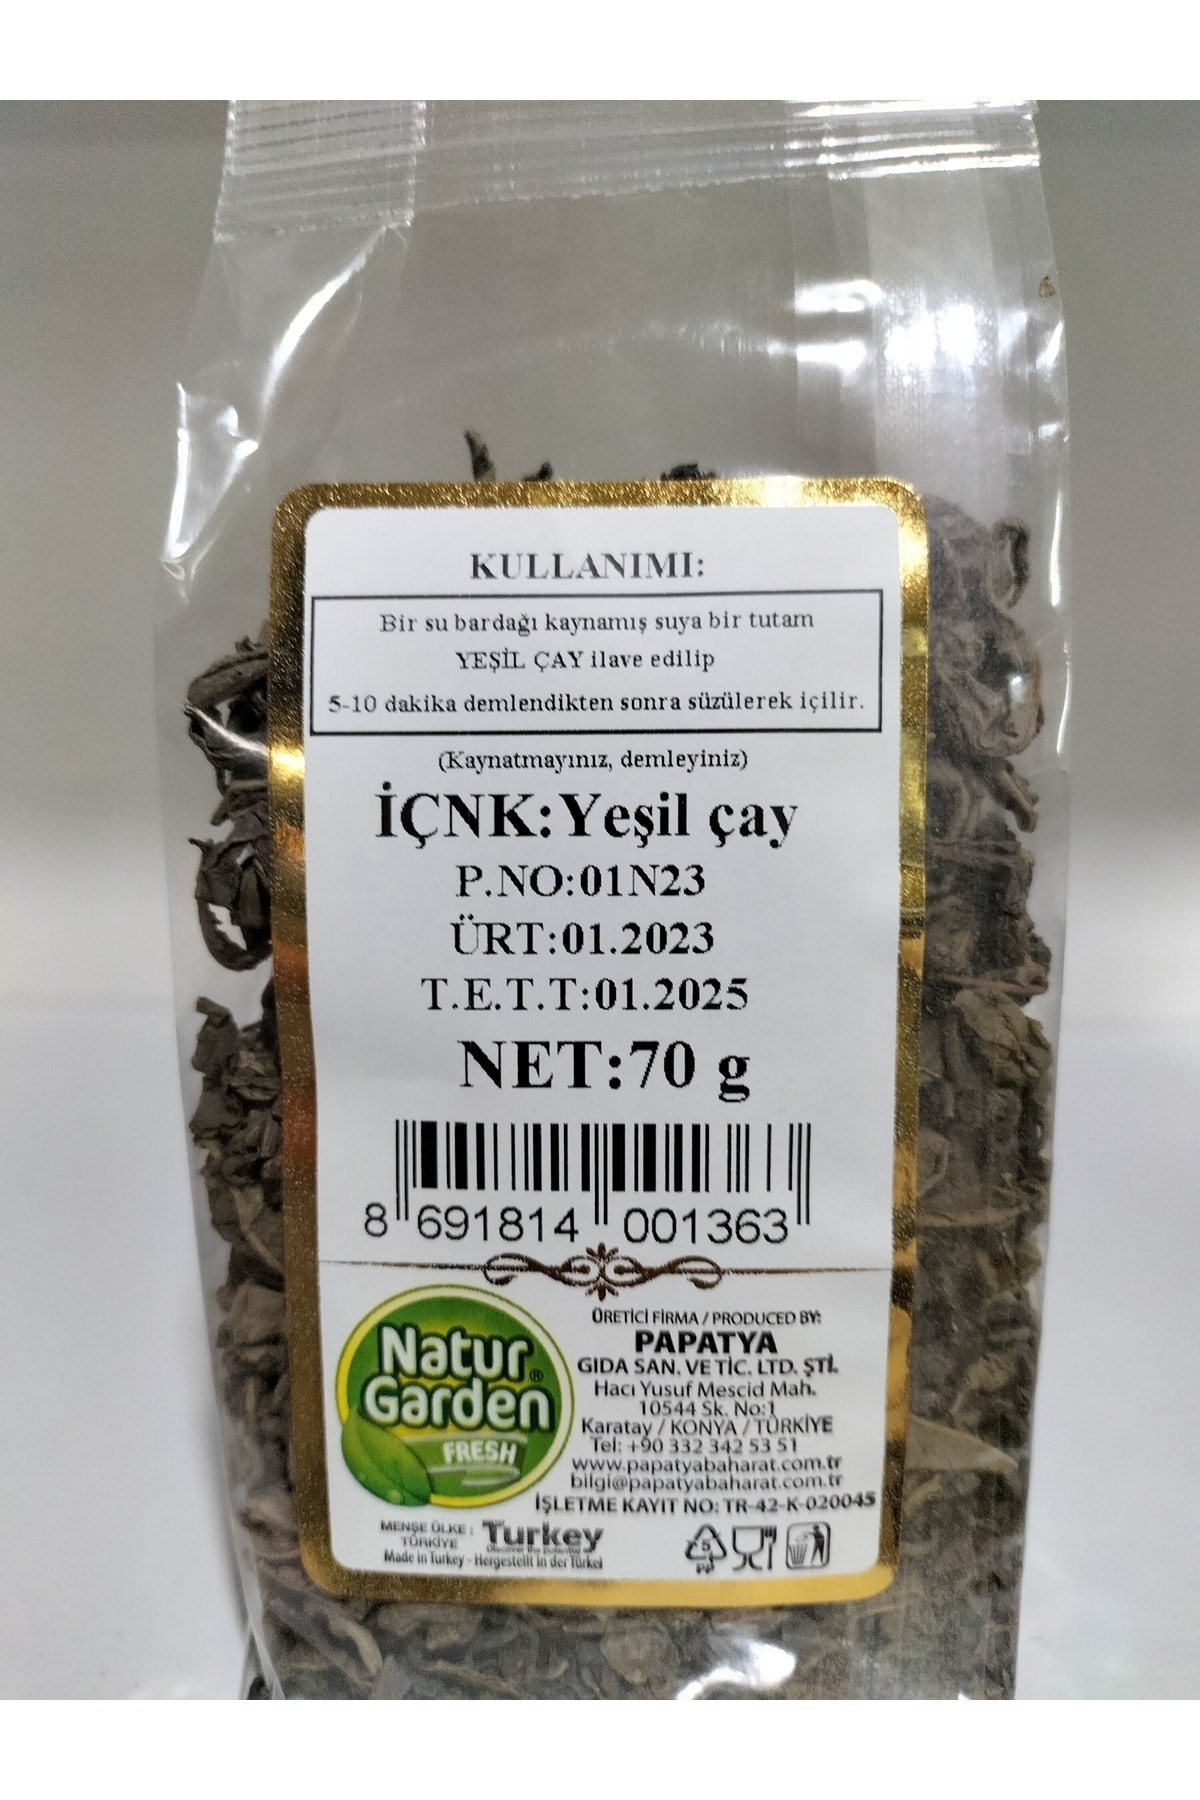 KULLANIMI:
Bir su bardağı kaynamış suya bir tutam
YEŞİL ÇAY ilave edilip
5-10 dakika demlendikten sonra süzülerek içilir.
(Kaynatmayınız, demleyiniz)
İÇNK:Yeşil çay
P.NO:01N23
ÜRT:01.2023
T.E.T.T:01.2025
NET:70 g
8 691814 001363
Natur
Garden®
FRESH
ÜRETİCİ FİRMA / PRODUCED BY:
PAPATYA
GIDA SAN. VE TİC. LTD. ŞTİ.
Hacı Yusuf Mescid Mah.
10544 Sk. No:1
Karatay / KONYA / TÜRKİYE
Tel: +90 332 342 53 51
www.papatyabaharat.com.tr
bilgi@papatyabaharat.com.tr
İŞLETME KAYIT NO: TR-42-K-020045
MENŞE ÜLKE :
TÜRKİYE
Turkey
Discover the potential
Made in Turkey - Hergestellt in der Türkei
5
PP